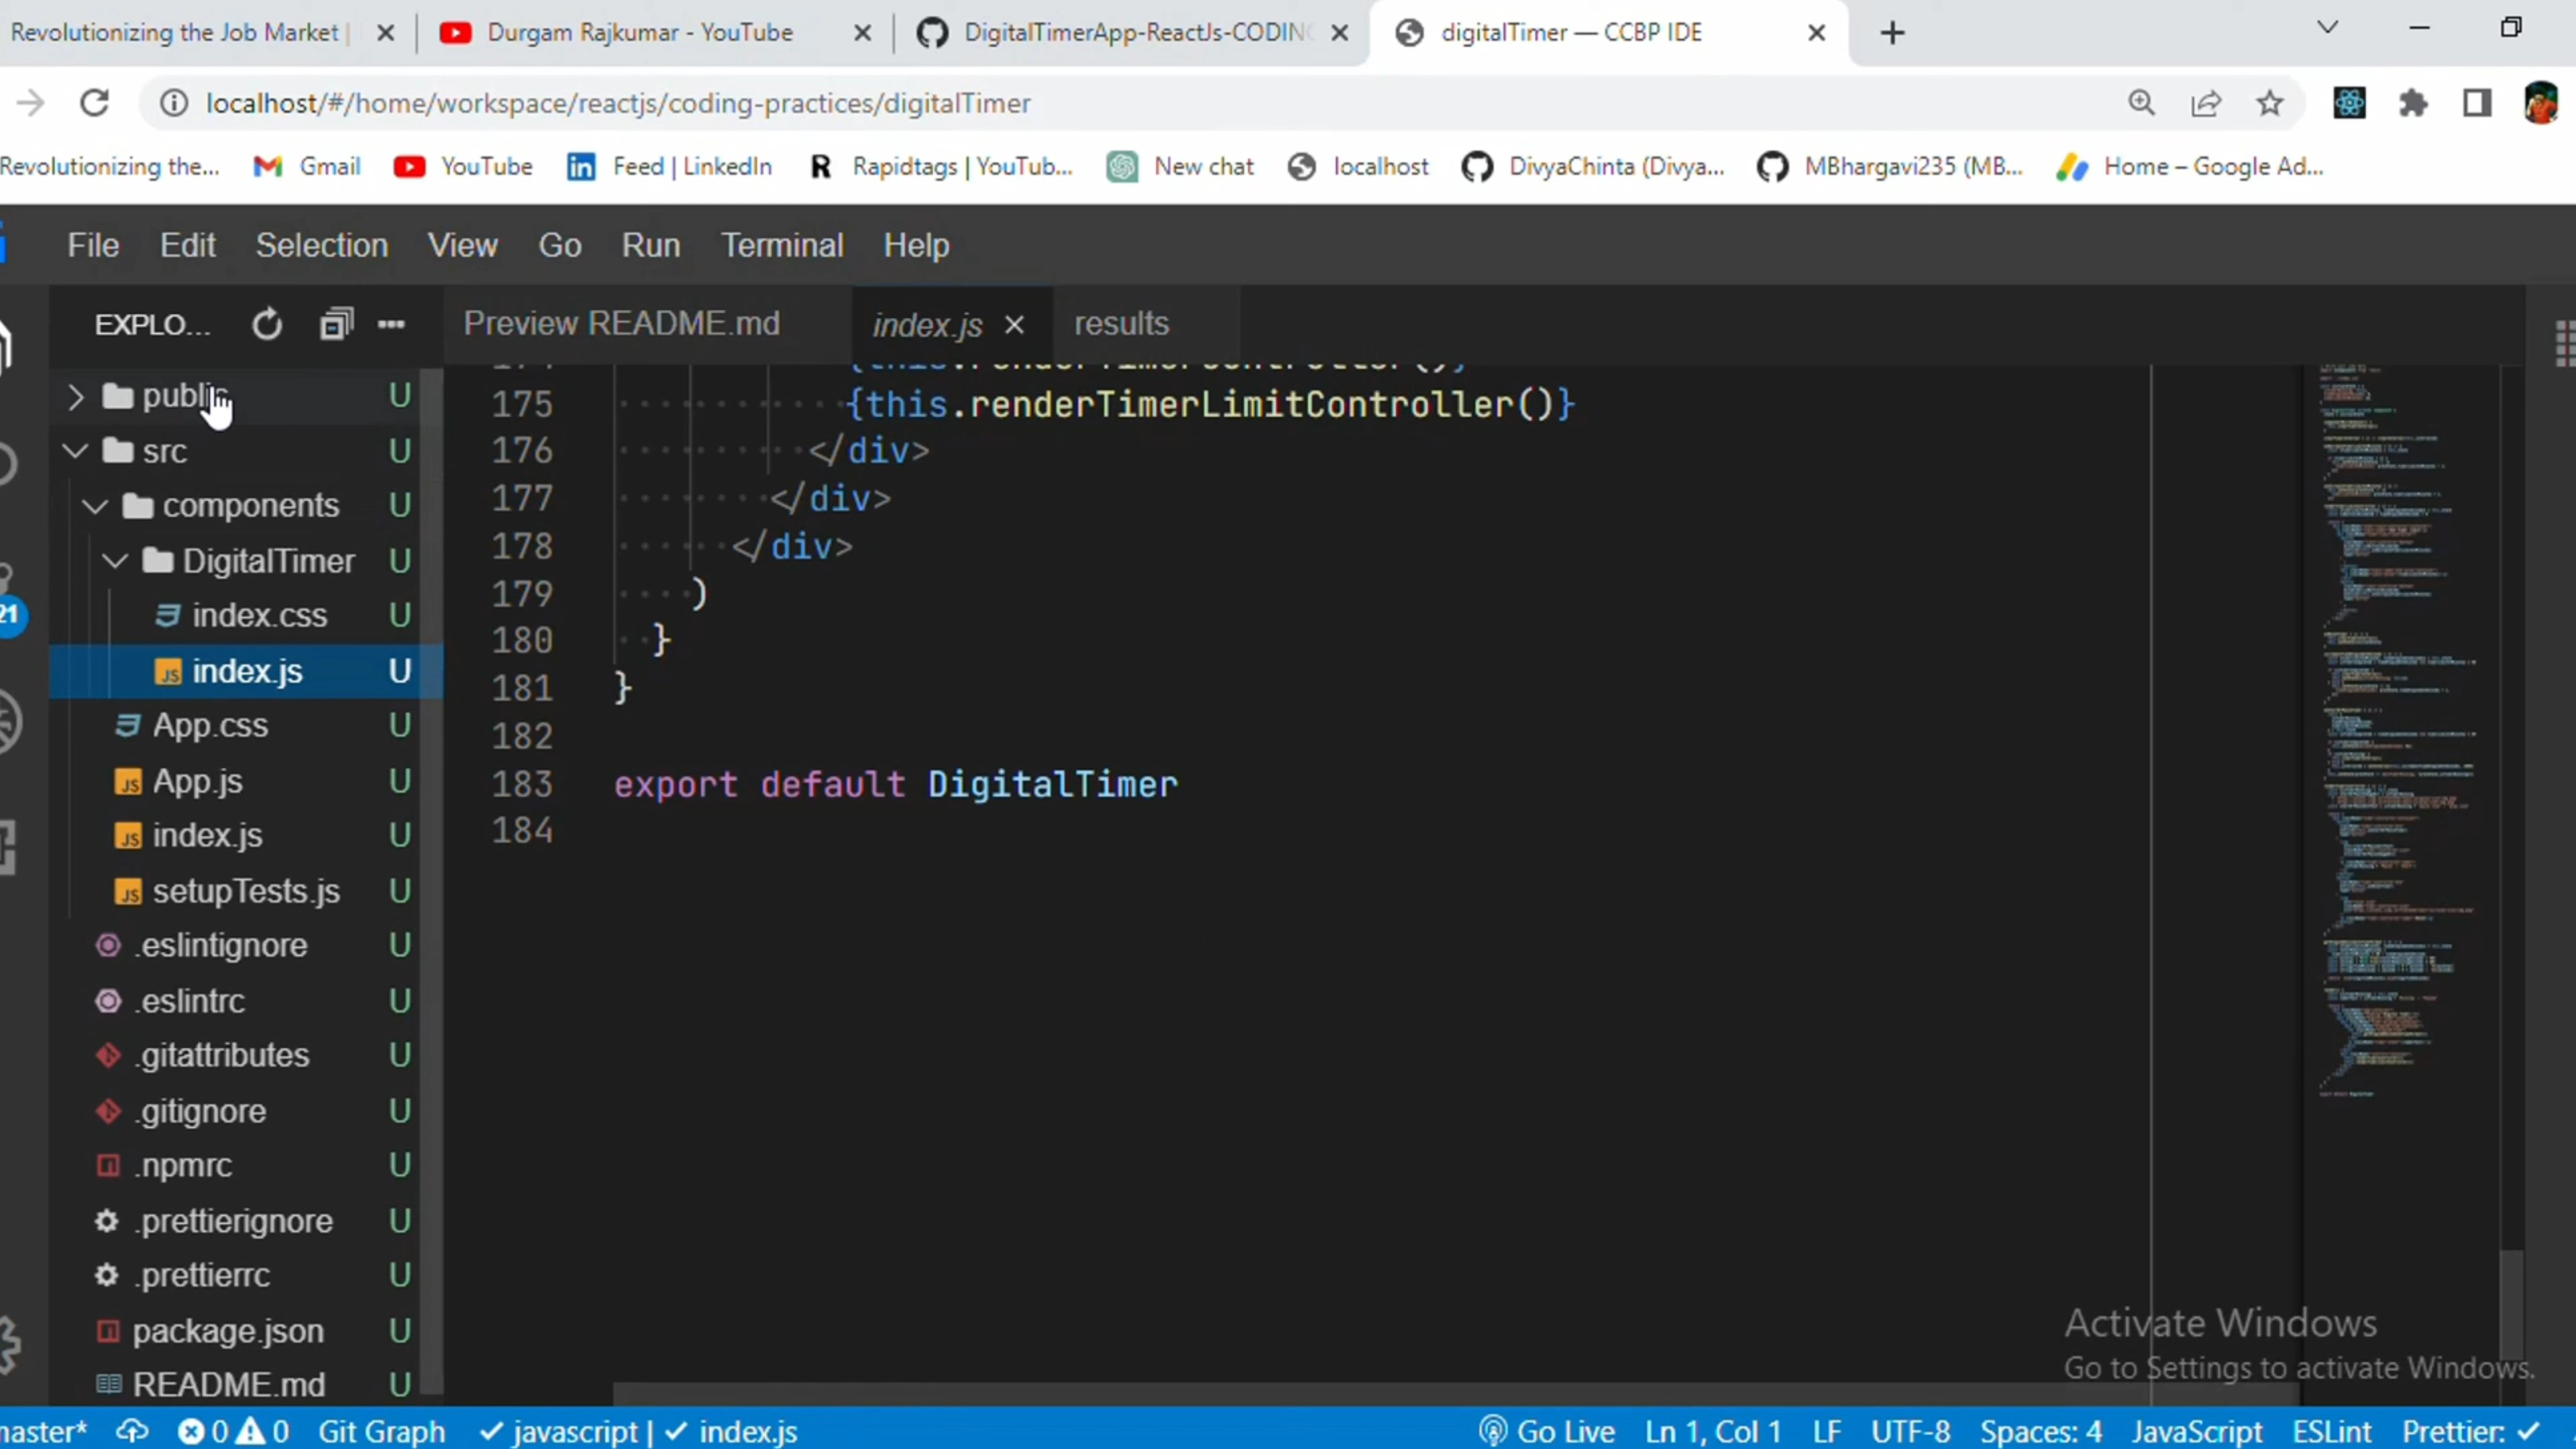 Revolutionizing the Job Market |
Durgam Rajkumar - YouTube
DigitalTimerApp-ReactJs-CODING
digitalTimer — CCBP IDE
localhost/#/home/workspace/reactjs/coding-practices/digitalTimer
Revolutionizing the...
Gmail
YouTube
Feed | LinkedIn
Rapidtags | YouTub...
New chat
localhost
DivyaChinta (Divya...
MBhargavi235 (MB...
Home – Google Ad...
File Edit Selection View Go Run Terminal Help
EXPLO...
Preview README.md
index.js
results
public U
src U
components U
DigitalTimer U
index.css U
index.js U
App.css U
App.js U
index.js U
setupTests.js U
.eslintignore U
.eslintrc U
.gitattributes U
.gitignore U
.npmrc U
.prettierignore U
.prettierrc U
package.json U
README.md U
21
175 {this.renderTimerLimitController()}
176 </div>
177 </div>
178 </div>
179 )
180 }
181 }
182
183 export default DigitalTimer
184
Activate Windows
Go to Settings to activate Windows.
master* 0 0 Git Graph ✓ javascript | ✓ index.js Go Live Ln 1, Col 1 LF UTF-8 Spaces: 4 JavaScript ESLint Prettier: ✓